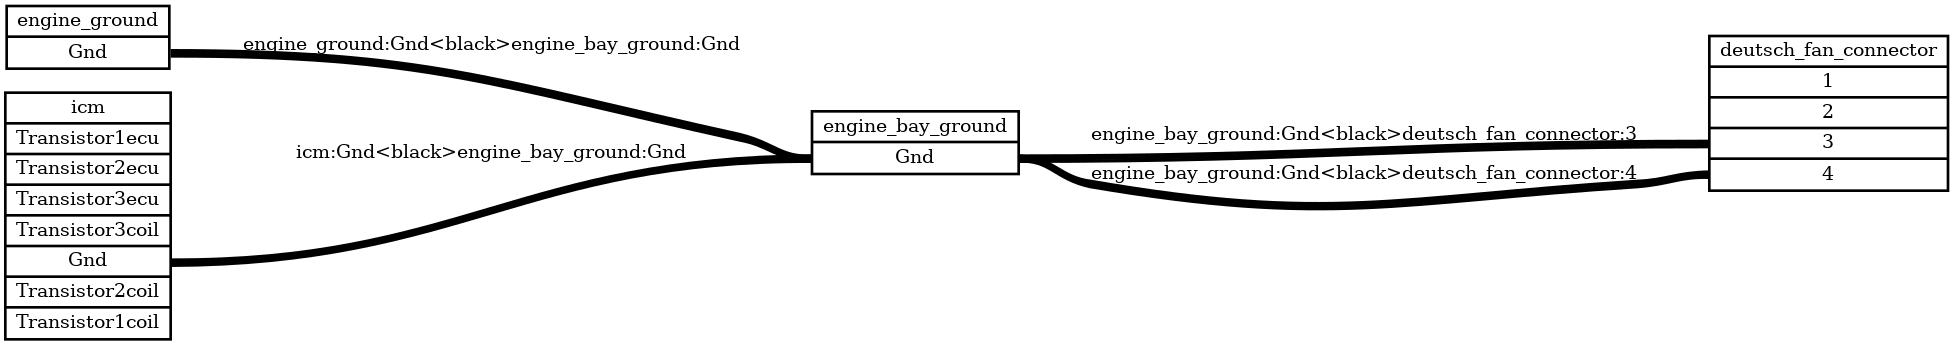 engine_ground
Gnd
engine_ground:Gnd<black>engine_bay_ground:Gnd
icm
Transistor1ecu
Transistor2ecu
Transistor3ecu
Transistor3coil
Gnd
Transistor2coil
Transistor1coil
icm:Gnd<black>engine_bay_ground:Gnd
engine_bay_ground
Gnd
engine_bay_ground:Gnd<black>deutsch_fan_connector:3
engine_bay_ground:Gnd<black>deutsch_fan_connector:4
deutsch_fan_connector
1
2
3
4